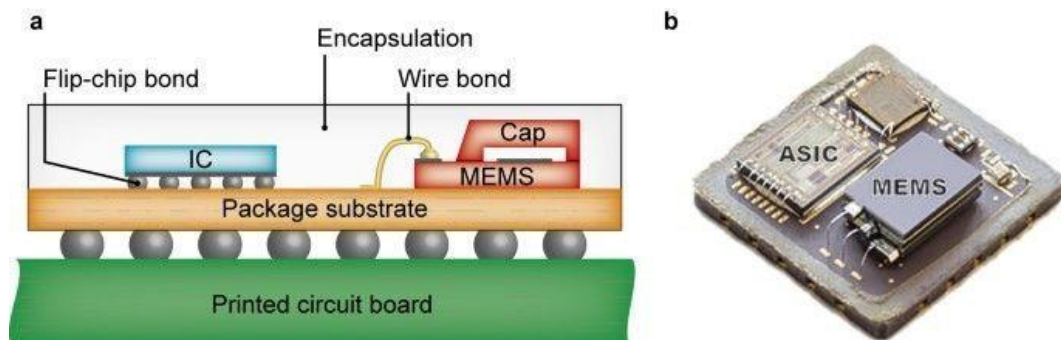 a
Encapsulation
Flip-chip bond
Wire bond
IC
Cap
MEMS
Package substrate
Printed circuit board
b
ASIC
MEMS